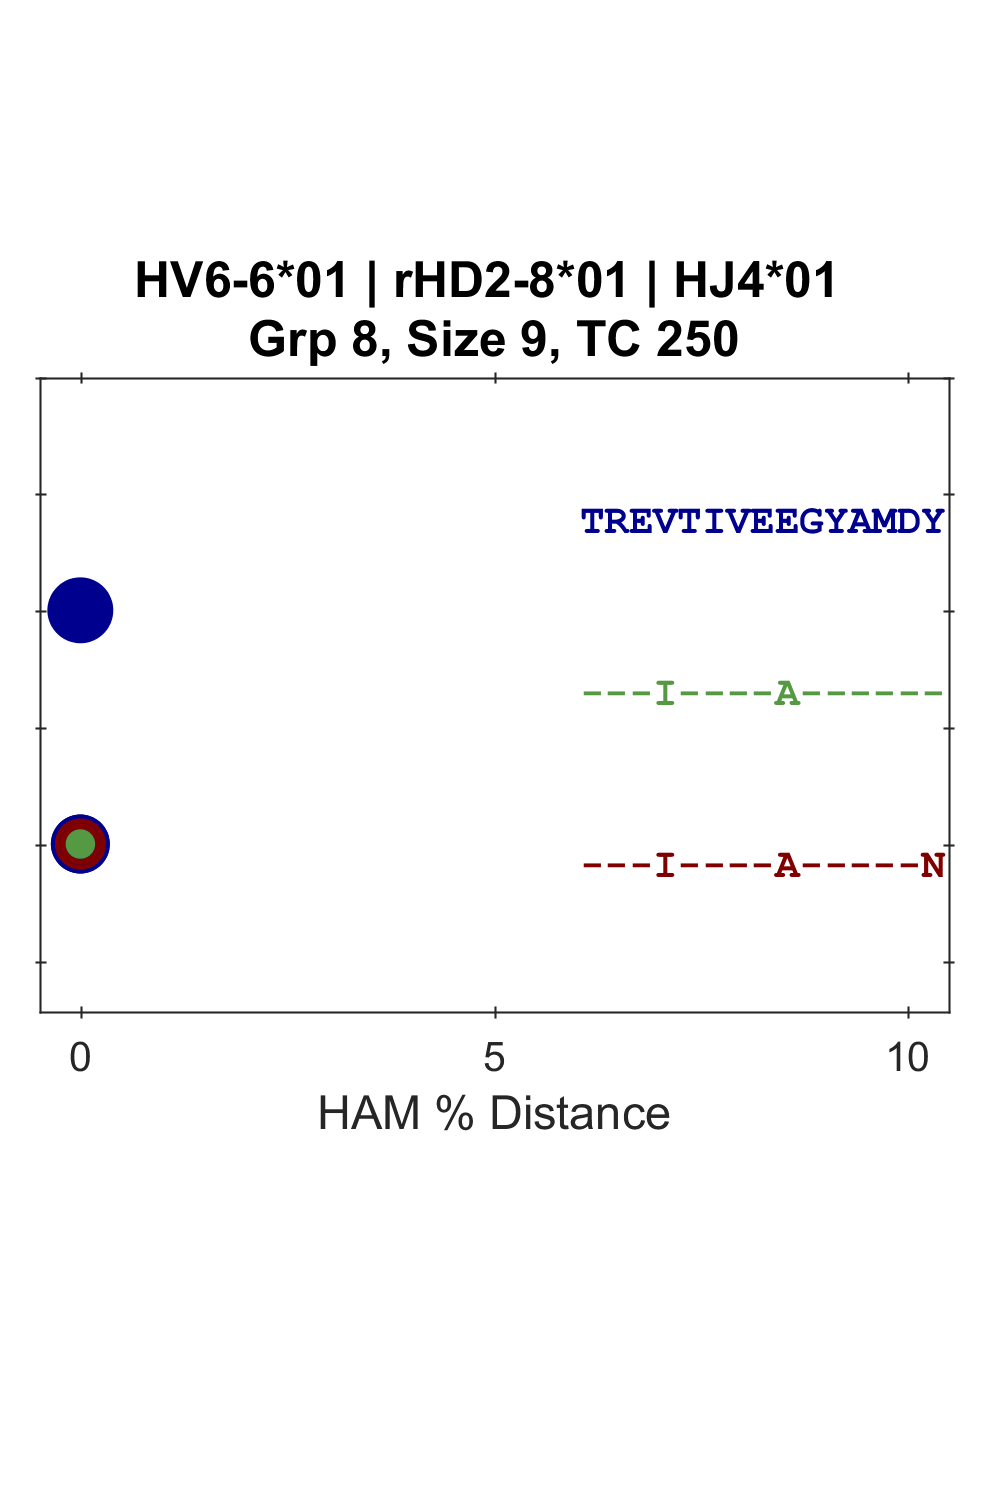 HV6-6*01 | rHD2-8*01 | HJ4*01
Grp 8, Size 9, TC 250
TREVTIVEEGYAMDY
---I----A------
---I----A-----N
0 5 10
HAM % Distance